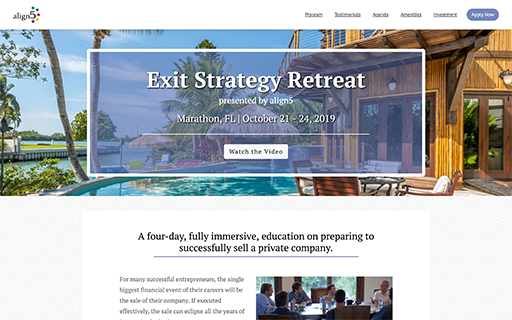 align5
Program Testimonials Agenda Amenities Investment Apply Now
Exit Strategy Retreat
presented by align5
Marathon, FL | October 21 - 24, 2019
Watch the Video
A four-day, fully immersive, education on preparing to
successfully sell a private company.
For many successful entrepreneurs, the single
biggest financial event of their careers will be
the sale of their company. If executed
effectively, the sale can eclipse all the years of